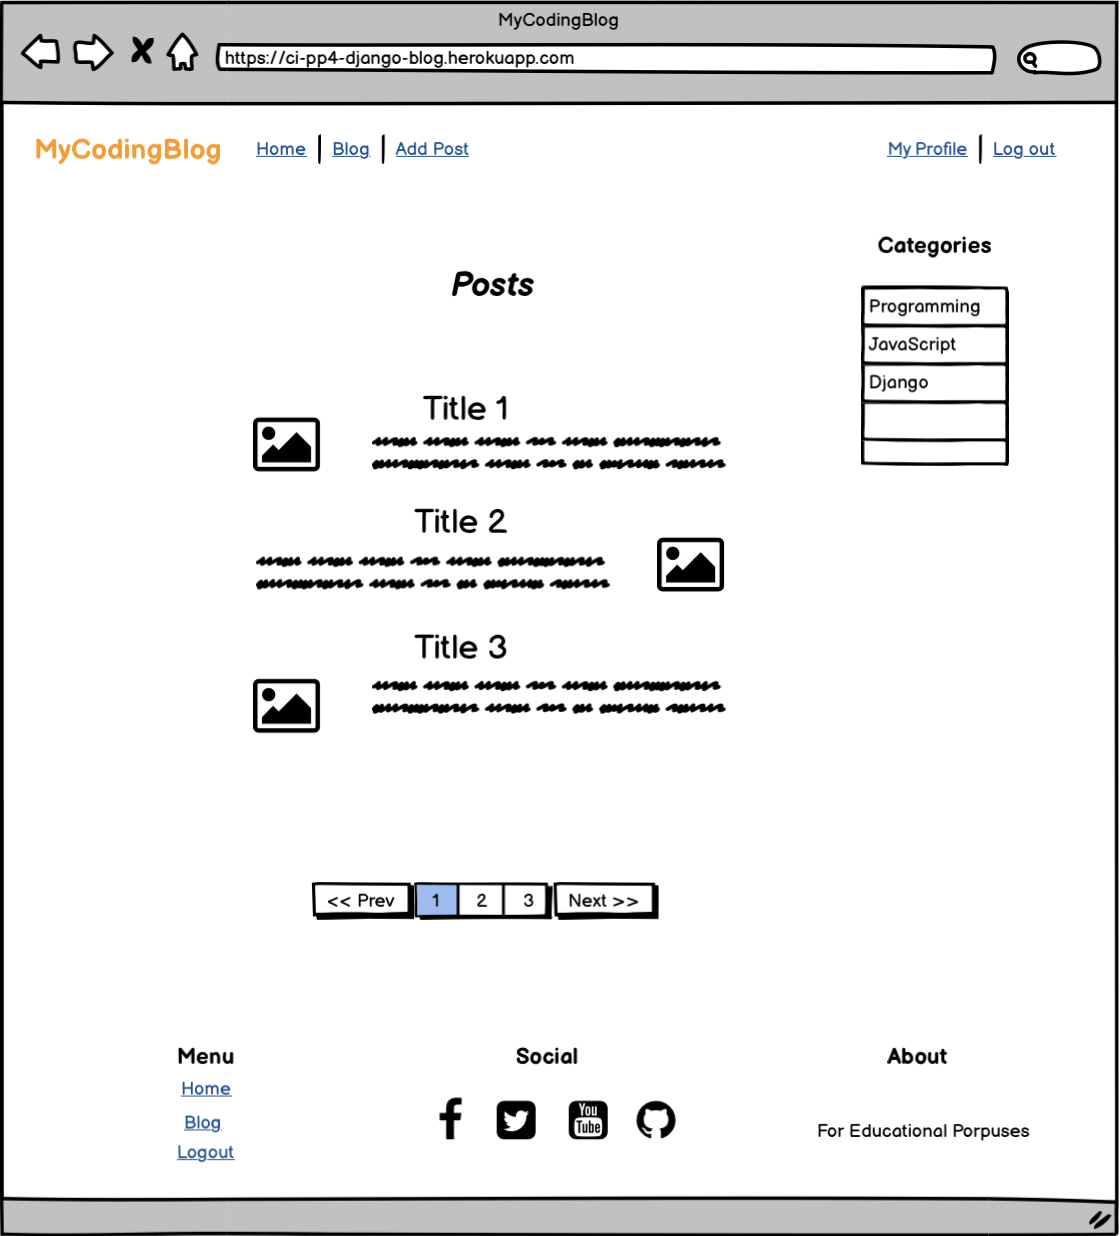 MyCodingBlog
https://ci-pp4-django-blog.herokuapp.com
MyCodingBlog Home Blog Add Post My Profile Log out
Categories
Posts
Programming
JavaScript
Django
Title 1
Title 2
Title 3
<< Prev 1 2 3 Next >>
Menu
Home
Blog
Logout
Social
You
Tube
About
For Educational Porpuses